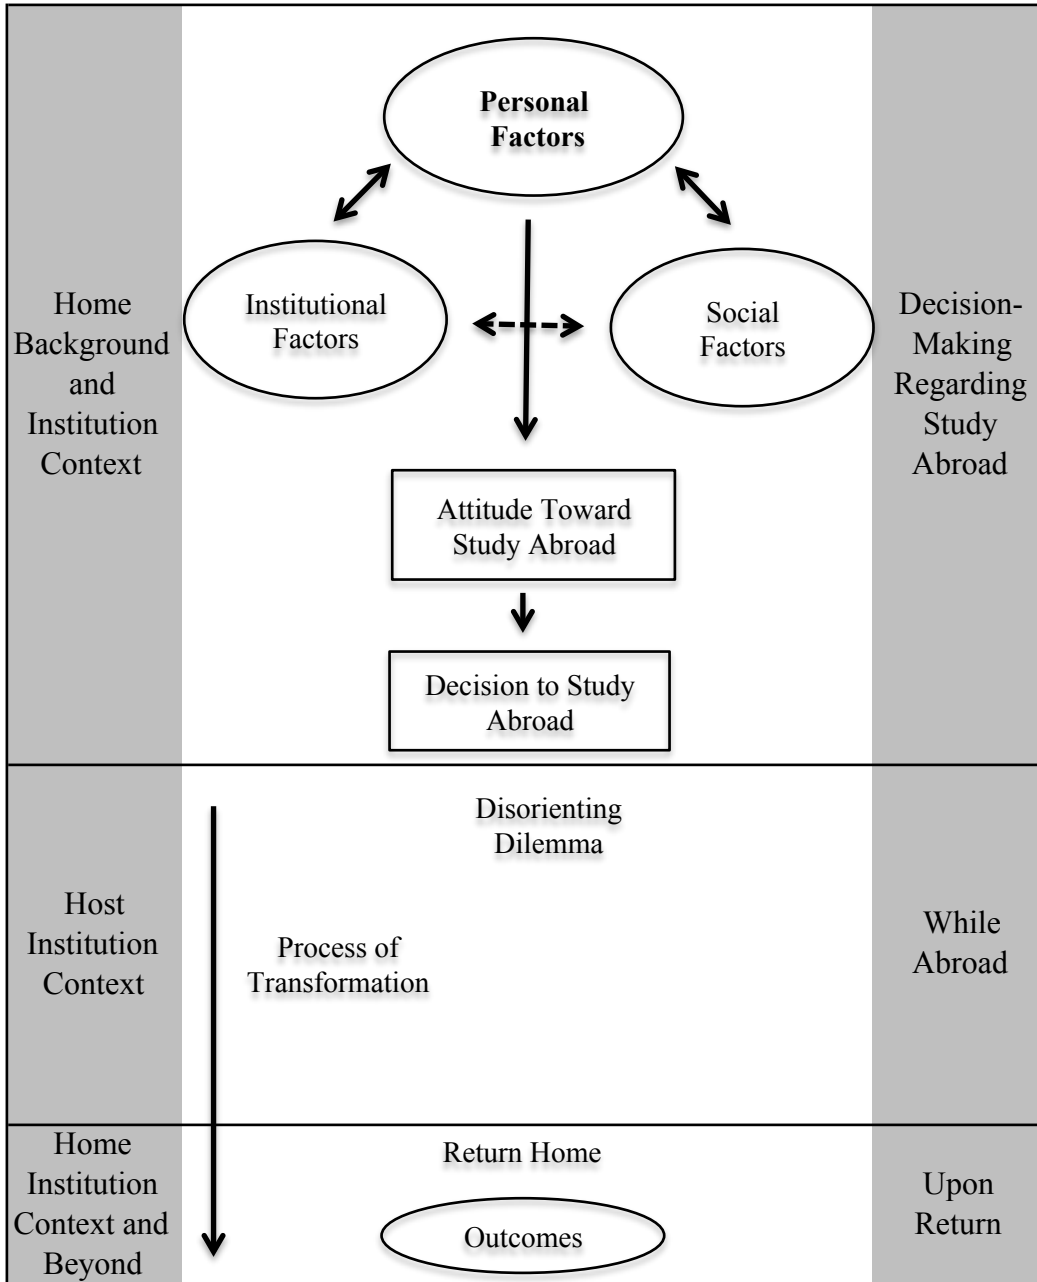 Personal
Factors
Institutional
Factors
Social
Factors
Home
Background
and
Institution
Context
Decision-
Making
Regarding
Study
Abroad
Attitude Toward
Study Abroad
Decision to Study
Abroad
Disorienting
Dilemma
Host
Institution
Context
Process of
Transformation
While
Abroad
Home
Institution
Context and
Beyond
Return Home
Outcomes
Upon
Return